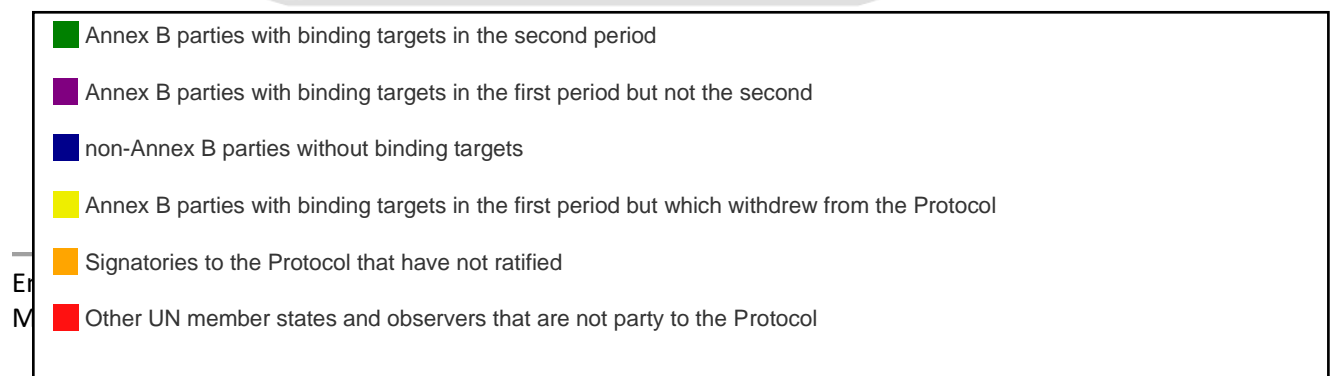 Annex B parties with binding targets in the second period
Annex B parties with binding targets in the first period but not the second
non-Annex B parties without binding targets
Annex B parties with binding targets in the first period but which withdrew from the Protocol
Signatories to the Protocol that have not ratified
Other UN member states and observers that are not party to the Protocol